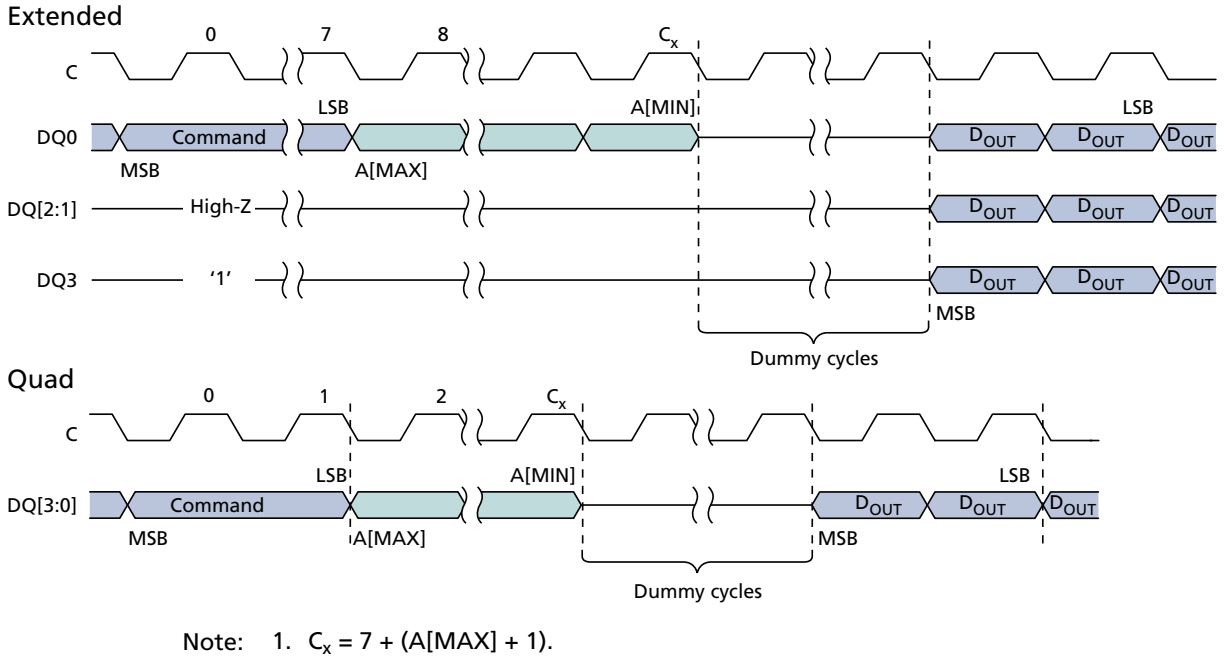 Extended
0 7 8 Cx
C
LSB A[MIN] LSB
DQ0 Command DOUT DOUT DOUT
MSB A[MAX]
DQ[2:1] High-Z DOUT DOUT DOUT
DQ3 '1' DOUT DOUT DOUT
MSB
Dummy cycles
Quad
0 1 2 Cx
C
LSB A[MIN] LSB
DQ[3:0] Command DOUT DOUT DOUT
MSB A[MAX] MSB
Dummy cycles
Note: 1. Cx = 7 + (A[MAX] + 1).